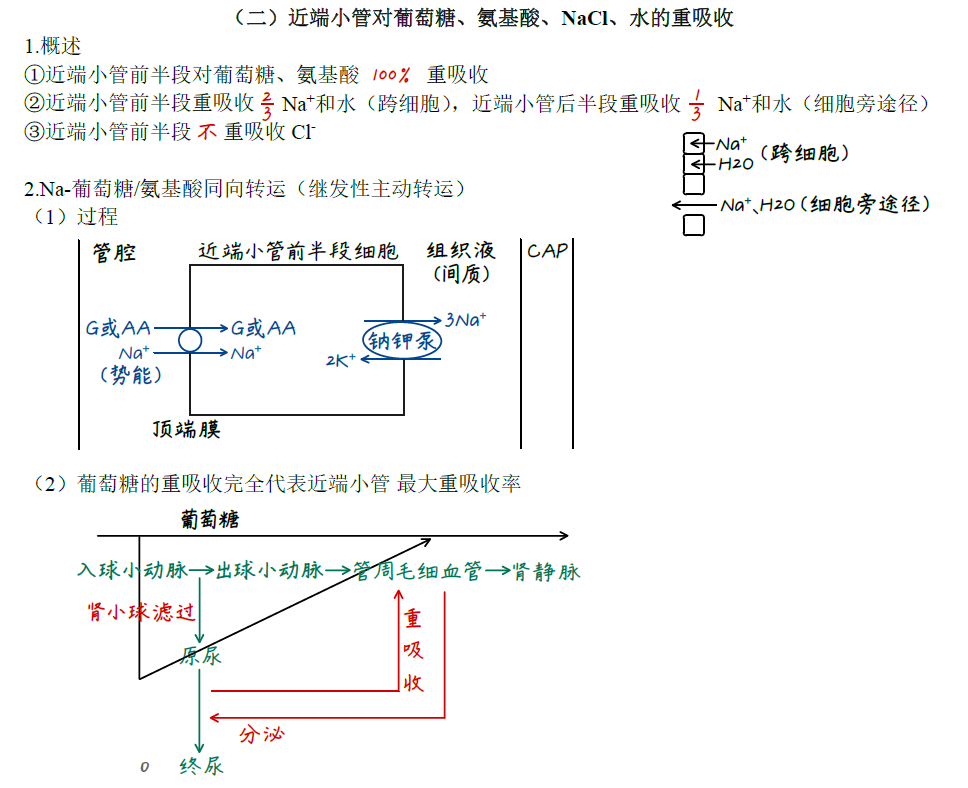 （二）近端小管对葡萄糖、氨基酸、NaCl、水的重吸收
1.概述
①近端小管前半段对葡萄糖、氨基酸 100% 重吸收
②近端小管前半段重吸收 2/3 Na⁺和水（跨细胞），近端小管后半段重吸收 1/3 Na⁺和水（细胞旁途径）
③近端小管前半段 不 重吸收 Cl⁻
Na⁺
H2O
（跨细胞）
Na⁺、H2O（细胞旁途径）
2.Na-葡萄糖/氨基酸同向转运（继发性主动转运）
（1）过程
管腔
近端小管前半段细胞
组织液
（间质）
CAP
G或AA
G或AA
3Na⁺
Na⁺
Na⁺
钠钾泵
2K⁺
（势能）
顶端膜
（2）葡萄糖的重吸收完全代表近端小管 最大重吸收率
葡萄糖
入球小动脉→出球小动脉→管周毛细血管→肾静脉
肾小球滤过
重吸收
原尿
分泌
0
终尿